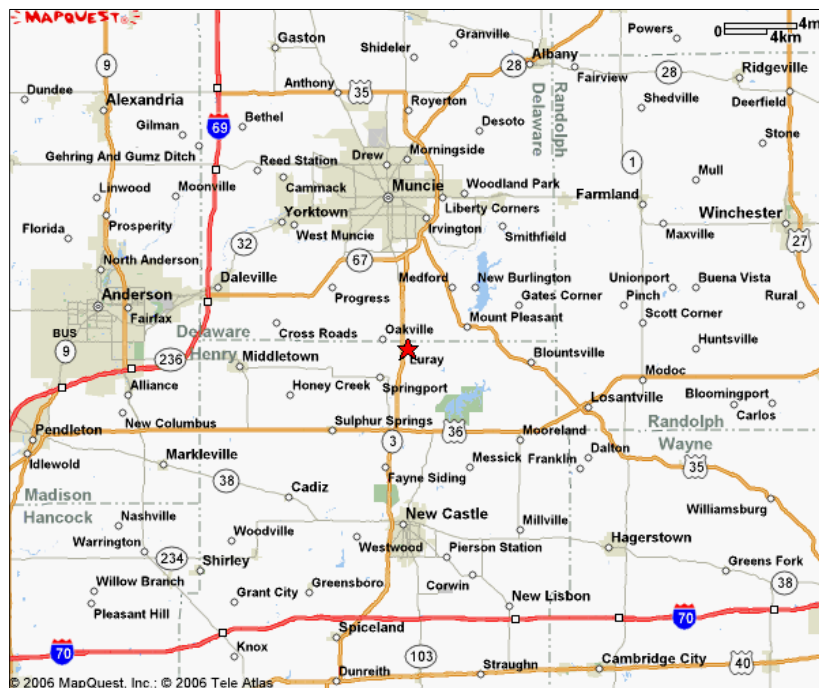 MAPQUEST
0 4m
4km
Gaston
Shideler
Granville
Powers
Albany
9
28
Fairview
28
Ridgeville
Dundee
Anthony
35
Alexandria
Royerton
Shedville
Deerfield
Gilman
69
Bethel
Desoto
Delaware
Randolph
Stone
Gehring And Gumz Ditch
Reed Station
Drew
Morningside
1
Mull
Linwood
Moonville
Cammack
Muncie
Woodland Park
Farmland
Liberty Corners
Florida
Prosperity
Yorktown
Irvington
Winchester
32
West Muncie
Smithfield
Maxville
27
North Anderson
67
Daleville
Medford
New Burlington
Unionport
Buena Vista
Anderson
Progress
Gates Corner
Pinch
Rural
Fairfax
Cross Roads
Mount Pleasant
Scott Corner
BUS
Delaware
Oakville
9
236
Henry
Middletown
Luray
Blountsville
Huntsville
Modoc
Alliance
Honey Creek
Springport
Losantville
Bloomingport
New Columbus
Carlos
Sulphur Springs
Randolph
Pendleton
3
36
Mooreland
Wayne
Idlewold
Markleville
Dalton
Fayne Siding
Messick
Franklin
35
38
Madison
Cadiz
Hancock
Williamsburg
Nashville
New Castle
Woodville
Millville
Warrington
Westwood
Pierson Station
Hagerstown
234
Shirley
Greens Fork
Willow Branch
Greensboro
Corwin
38
Grant City
New Lisbon
Pleasant Hill
70
Spiceland
70
Knox
103
Cambridge City
40
Dunreith
Straughn
© 2006 MapQuest, Inc.; © 2006 Tele Atlas